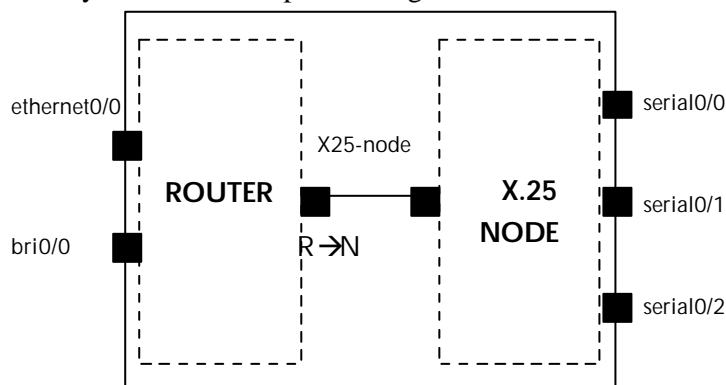 ethernet0/0
bri0/0
ROUTER
X25-node
R→N
X.25
NODE
serial0/0
serial0/1
serial0/2